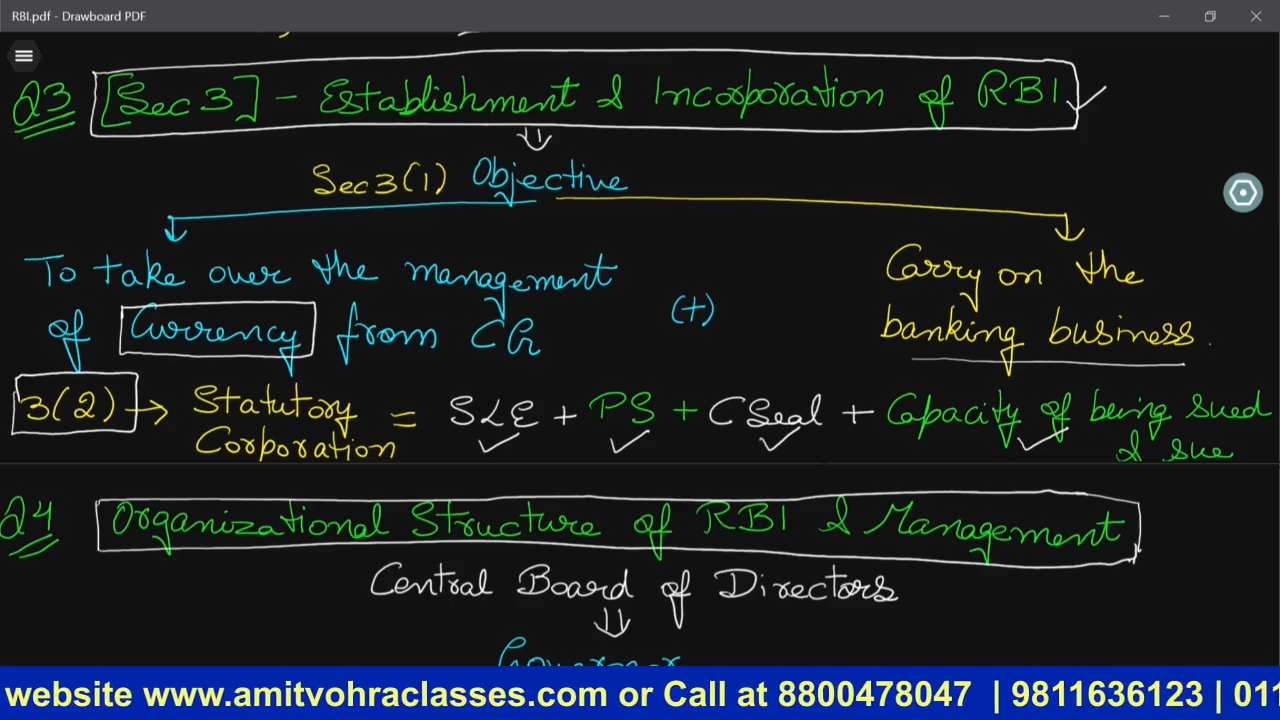 RBI.pdf - Drawboard PDF
Q3 [Sec 3] - Establishment & Incorporation of RBI
Sec 3(1) Objective
To take over the management
of Currency from CG
(+)
Carry on the
banking business.
3(2) → Statutory Corporation = SLE + PS + CSeal + Capacity of being sued & sue
Q4 Organizational Structure of RBI & Management
Central Board of Directors
Governor
website www.amitvohraclasses.com or Call at 8800478047 | 9811636123 | 011